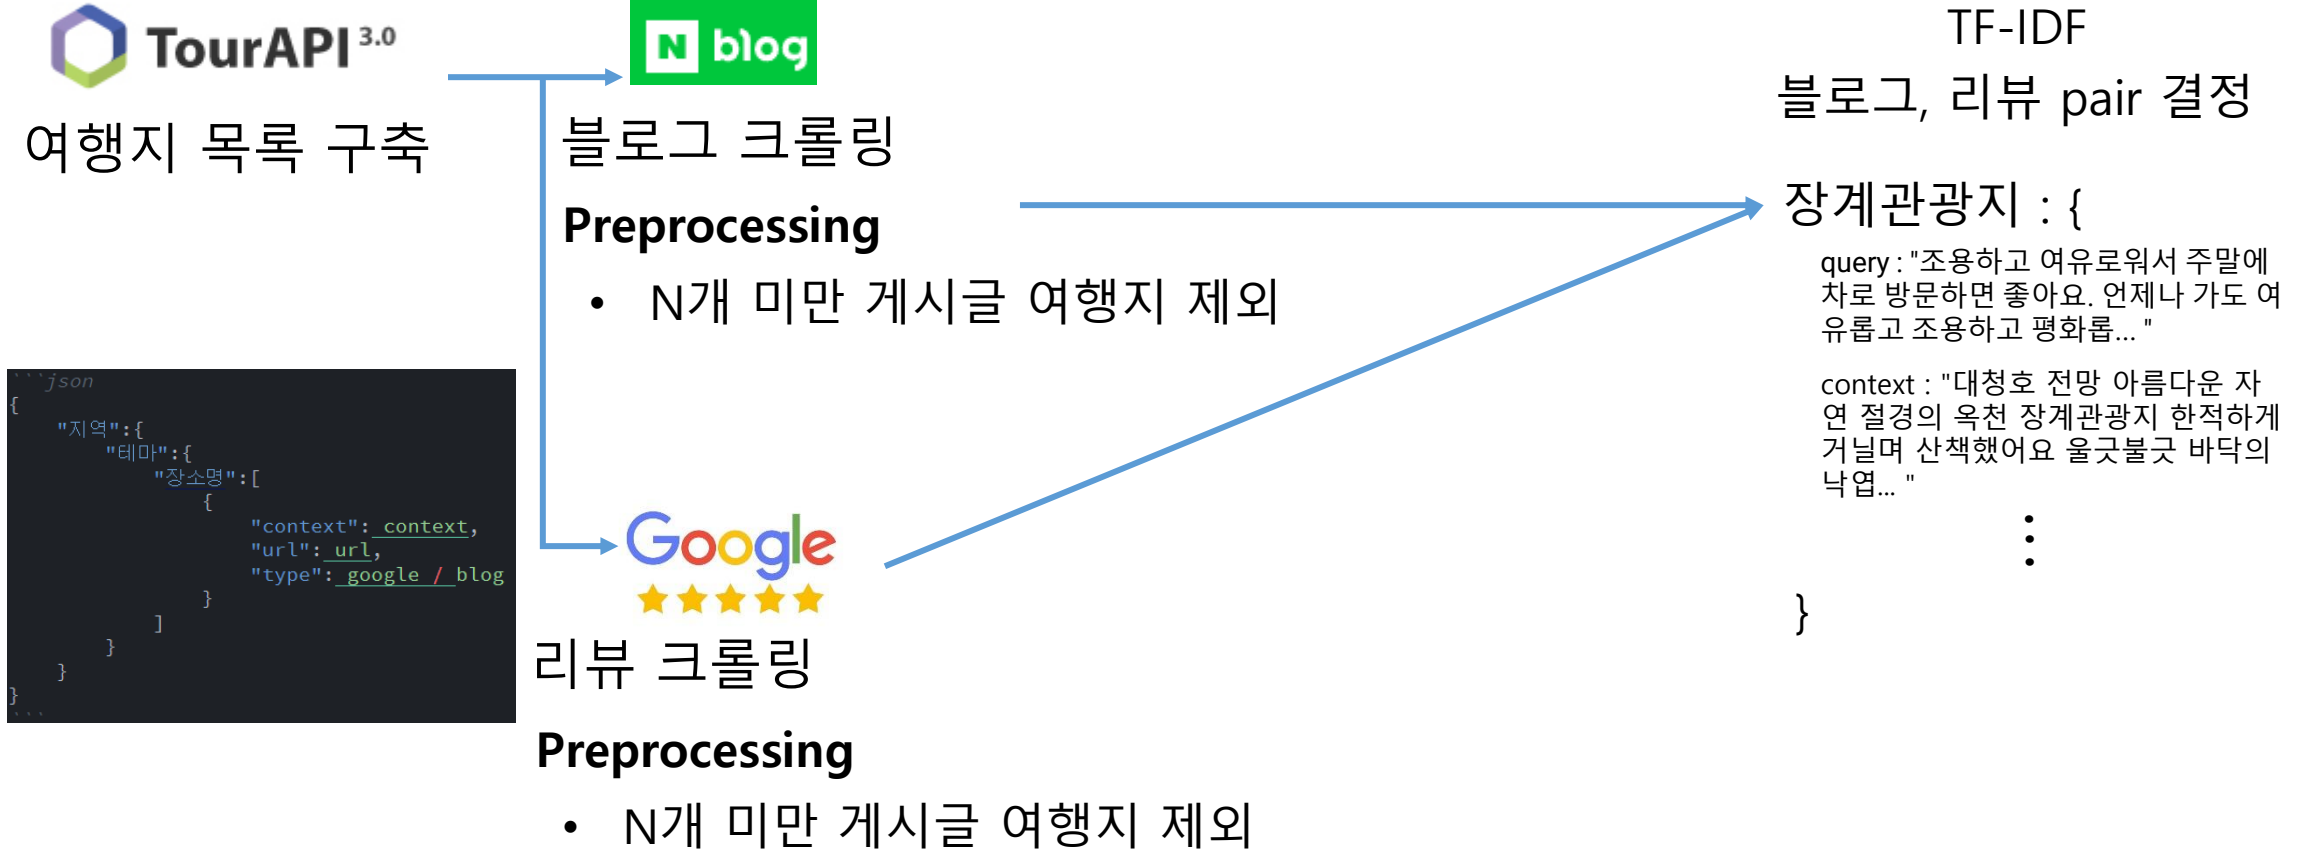 TourAPI 3.0
여행지 목록 구축
```json
{
"지역":{
"테마":{
"장소명":[
{
"context": context,
"url": url,
"type": google / blog
}
]
}
}
}
```
N blog
블로그 크롤링
Preprocessing
• N개 미만 게시글 여행지 제외
Google
리뷰 크롤링
Preprocessing
• N개 미만 게시글 여행지 제외
TF-IDF
블로그, 리뷰 pair 결정
장계관광지 : {
query : "조용하고 여유로워서 주말에
차로 방문하면 좋아요. 언제나 가도 여
유롭고 조용하고 평화롭... "
context : "대청호 전망 아름다운 자
연 절경의 옥천 장계관광지 한적하게
거닐며 산책했어요 울긋불긋 바닥의
낙엽... "
}